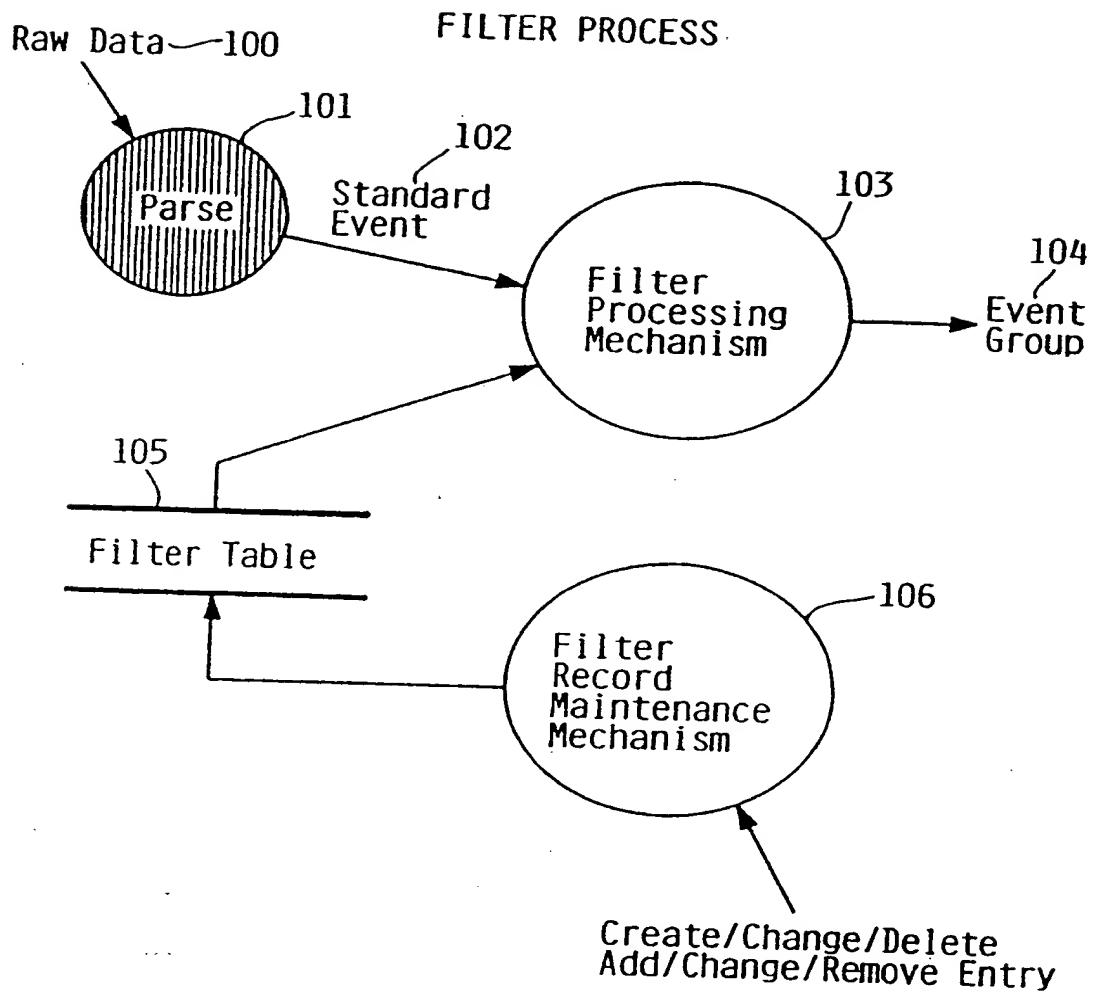 FILTER PROCESS
Raw Data 100
101
102
Parse
Standard
Event
103
104
Filter
Processing
Mechanism
Event
Group
105
Filter Table
106
Filter
Record
Maintenance
Mechanism
Create/Change/Delete
Add/Change/Remove Entry